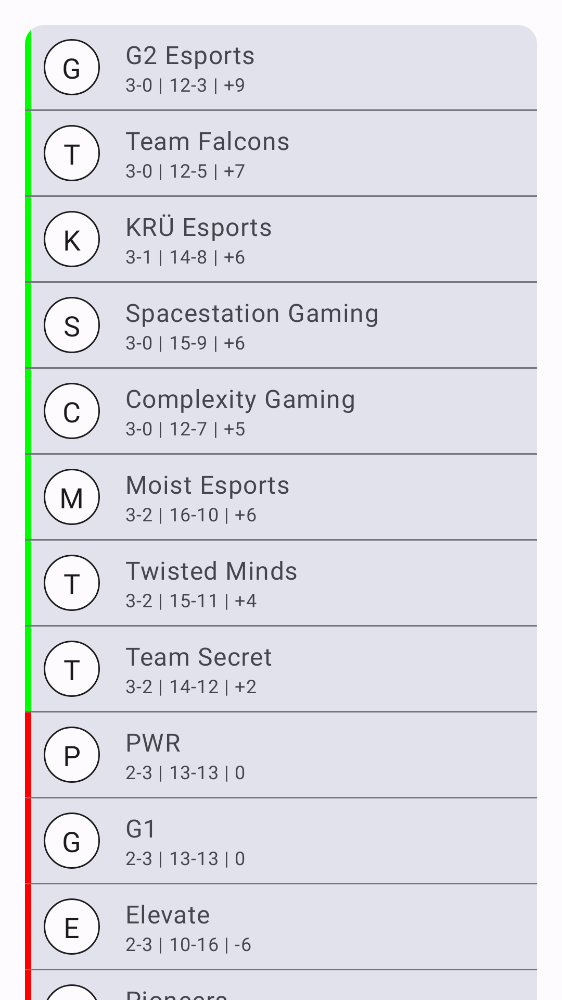 G
G2 Esports
3-0 | 12-3 | +9
T
Team Falcons
3-0 | 12-5 | +7
K
KRÜ Esports
3-1 | 14-8 | +6
S
Spacestation Gaming
3-0 | 15-9 | +6
C
Complexity Gaming
3-0 | 12-7 | +5
M
Moist Esports
3-2 | 16-10 | +6
T
Twisted Minds
3-2 | 15-11 | +4
T
Team Secret
3-2 | 14-12 | +2
P
PWR
2-3 | 13-13 | 0
G
G1
2-3 | 13-13 | 0
E
Elevate
2-3 | 10-16 | -6
Pioneers